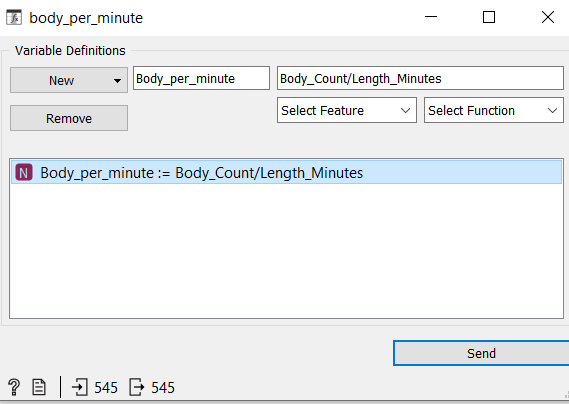 body_per_minute
Variable Definitions
New
Body_per_minute
Body_Count/Length_Minutes
Remove
Select Feature
Select Function
N
Body_per_minute := Body_Count/Length_Minutes
Send
? 545 545